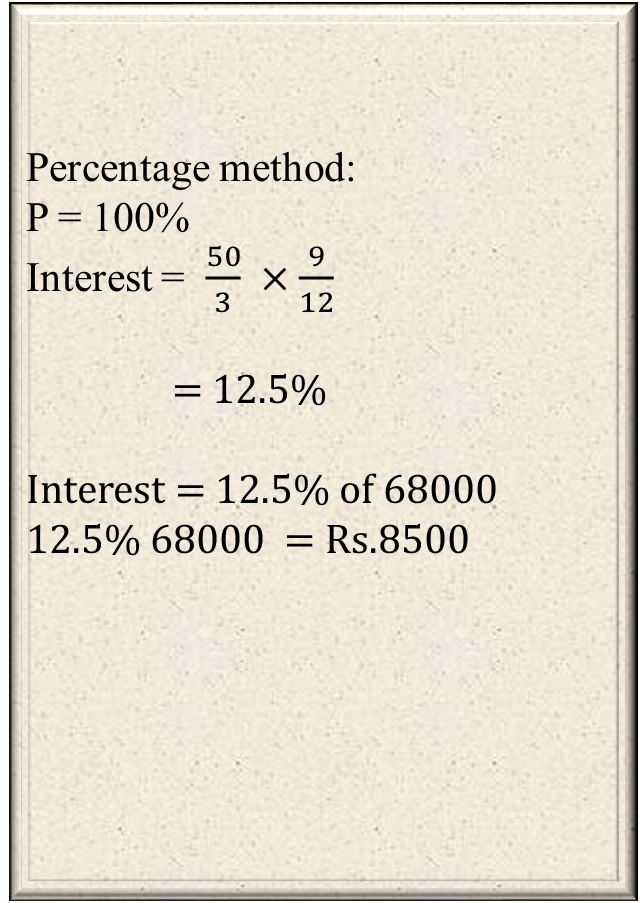 Percentage method:
P = 100%
Interest = 50/3 × 9/12
= 12.5%
Interest = 12.5% of 68000
12.5% 68000 = Rs.8500